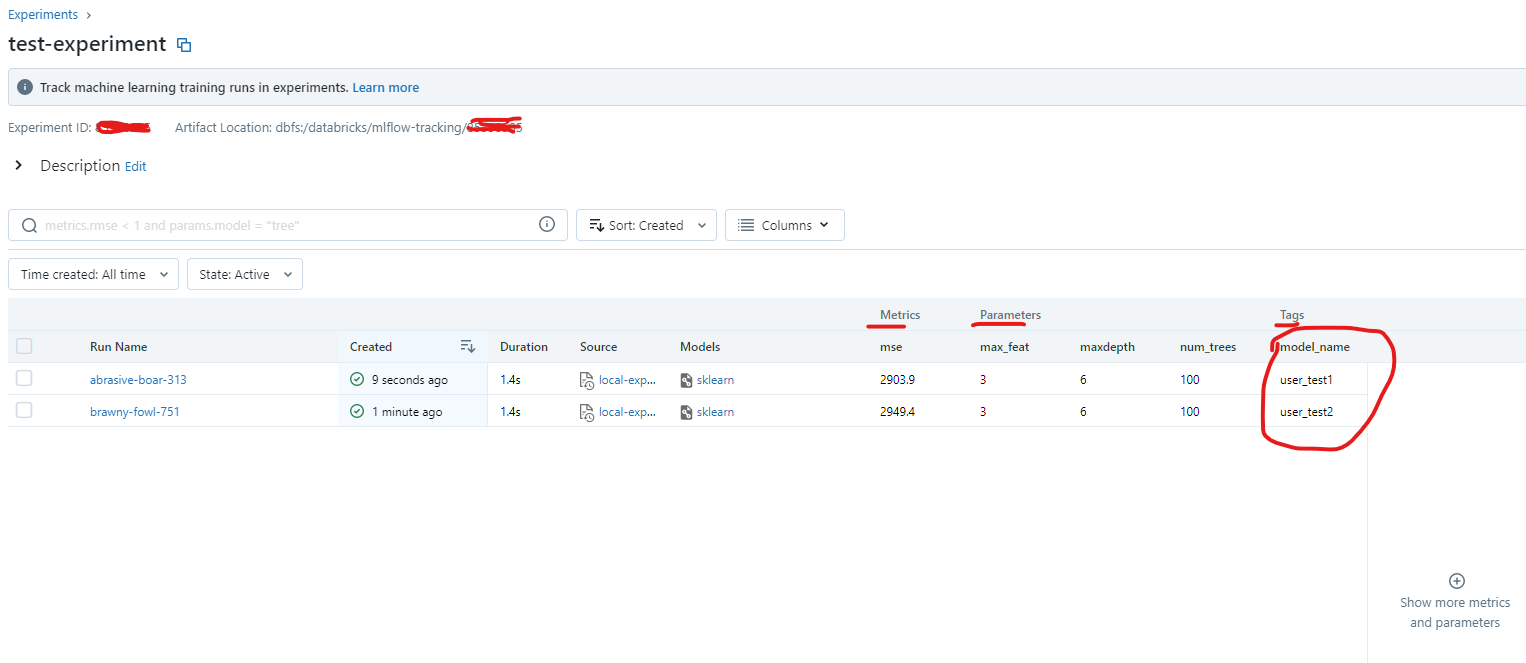 Experiments ›
test-experiment
Track machine learning training runs in experiments. Learn more
Experiment ID: Artifact Location: dbfs:/databricks/mlflow-tracking/
Description Edit
metrics.rmse < 1 and params.model = "tree" Sort: Created Columns
Time created: All time State: Active
Metrics Parameters Tags
Run Name Created Duration Source Models mse max_feat maxdepth num_trees model_name
abrasive-boar-313 9 seconds ago 1.4s local-exp... sklearn 2903.9 3 6 100 user_test1
brawny-fowl-751 1 minute ago 1.4s local-exp... sklearn 2949.4 3 6 100 user_test2
Show more metrics
and parameters